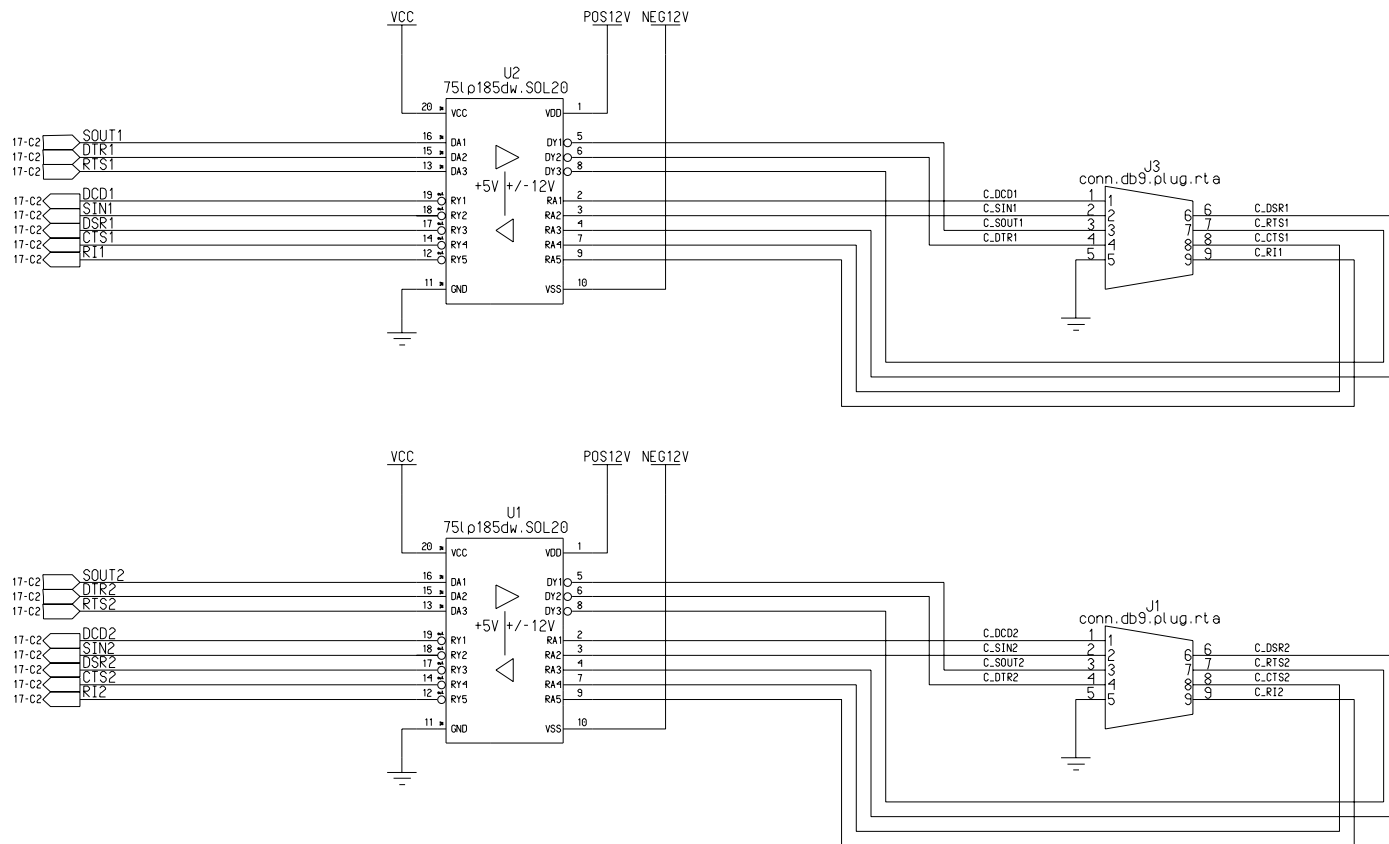 VCC POS12V NEG12V
U2
75lp185dw.SOL20
20 VCC VDD 1
17-C2 SOUT1 16 DA1 DY1 5
17-C2 DTR1 15 DA2 DY2 6
17-C2 RTS1 13 DA3 DY3 8
+5V +/-12V
17-C2 DCD1 19 RY1 RA1 2
17-C2 SIN1 18 RY2 RA2 3
17-C2 DSR1 17 RY3 RA3 4
17-C2 CTS1 14 RY4 RA4 7
17-C2 RI1 12 RY5 RA5 9
11 GND VSS 10
J3
conn.db9.plug.rta
C_DCD1 1 1
C_SIN1 2 2 6 6 C_DSR1
C_SOUT1 3 3 7 7 C_RTS1
C_DTR1 4 4 8 8 C_CTS1
5 5 9 9 C_RI1
VCC POS12V NEG12V
U1
75lp185dw.SOL20
20 VCC VDD 1
17-C2 SOUT2 16 DA1 DY1 5
17-C2 DTR2 15 DA2 DY2 6
17-C2 RTS2 13 DA3 DY3 8
+5V +/-12V
17-C2 DCD2 19 RY1 RA1 2
17-C2 SIN2 18 RY2 RA2 3
17-C2 DSR2 17 RY3 RA3 4
17-C2 CTS2 14 RY4 RA4 7
17-C2 RI2 12 RY5 RA5 9
11 GND VSS 10
J1
conn.db9.plug.rta
C_DCD2 1 1
C_SIN2 2 2 6 6 C_DSR2
C_SOUT2 3 3 7 7 C_RTS2
C_DTR2 4 4 8 8 C_CTS2
5 5 9 9 C_RI2